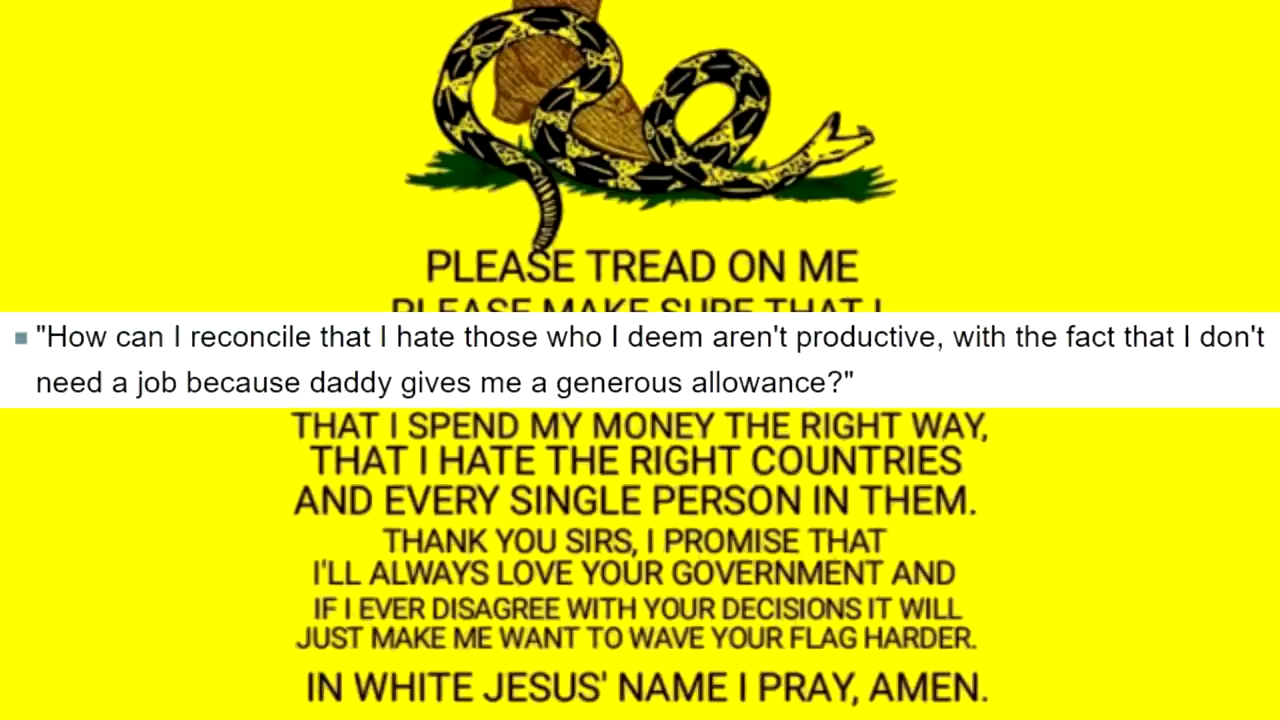 PLEASE TREAD ON ME
PLEASE MAKE SURE THAT I
"How can I reconcile that I hate those who I deem aren't productive, with the fact that I don't
need a job because daddy gives me a generous allowance?"
THAT I SPEND MY MONEY THE RIGHT WAY,
THAT I HATE THE RIGHT COUNTRIES
AND EVERY SINGLE PERSON IN THEM.
THANK YOU SIRS, I PROMISE THAT
I'LL ALWAYS LOVE YOUR GOVERNMENT AND
IF I EVER DISAGREE WITH YOUR DECISIONS IT WILL
JUST MAKE ME WANT TO WAVE YOUR FLAG HARDER.
IN WHITE JESUS' NAME I PRAY, AMEN.